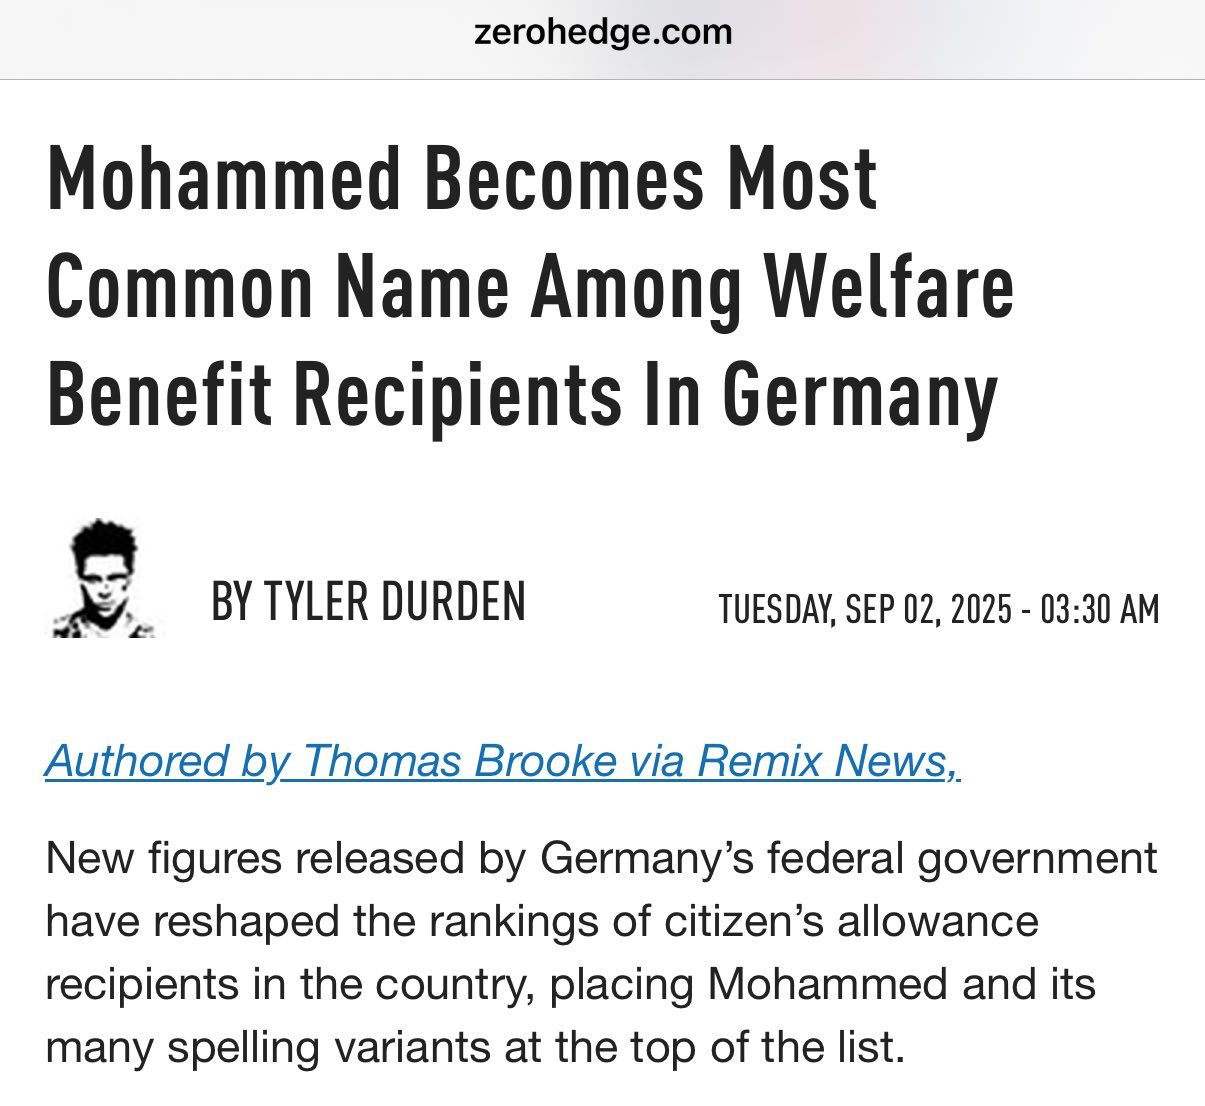 zerohedge.com
Mohammed Becomes Most
Common Name Among Welfare
Benefit Recipients In Germany
BY TYLER DURDEN
TUESDAY, SEP 02, 2025 - 03:30 AM
Authored by Thomas Brooke via Remix News,
New figures released by Germany’s federal government
have reshaped the rankings of citizen’s allowance
recipients in the country, placing Mohammed and its
many spelling variants at the top of the list.